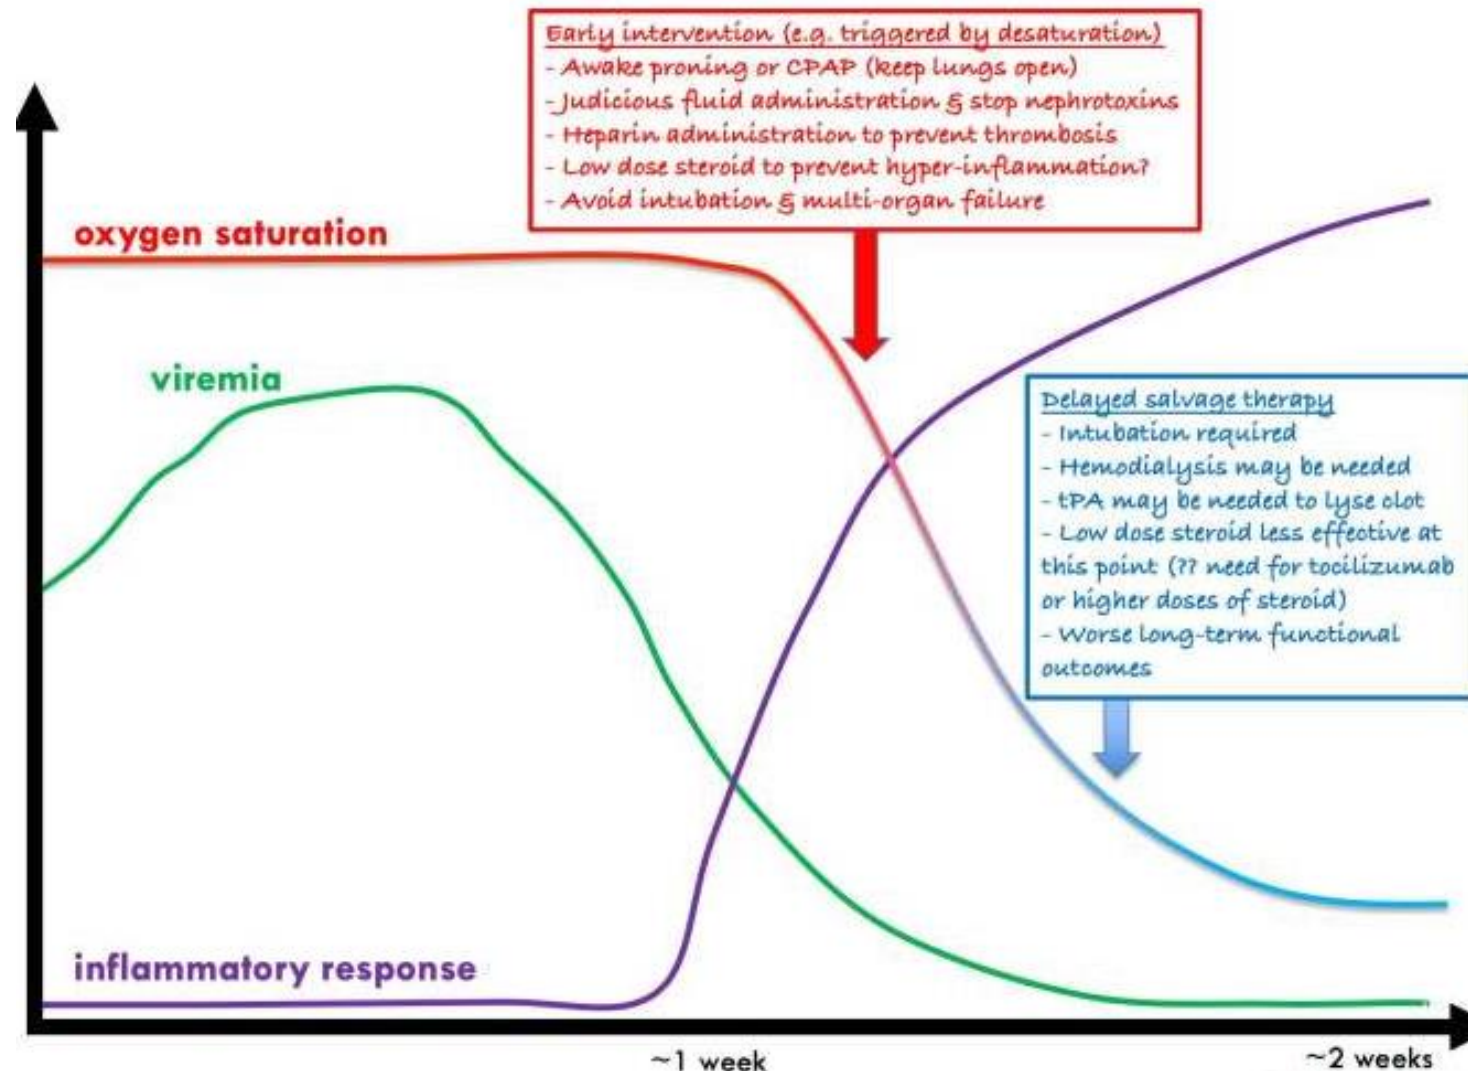 Early intervention (e.g. triggered by desaturation)
- Awake proning or CPAP (keep lungs open)
- Judicious fluid administration & stop nephrotoxins
- Heparin administration to prevent thrombosis
- Low dose steroid to prevent hyper-inflammation?
- Avoid intubation & multi-organ failure
oxygen saturation
viremia
Delayed salvage therapy
- Intubation required
- Hemodialysis may be needed
- tPA may be needed to lyse clot
- Low dose steroid less effective at
this point (?? need for tocilizumab
or higher doses of steroid)
- Worse long-term functional
outcomes
inflammatory response
~1 week
~2 weeks